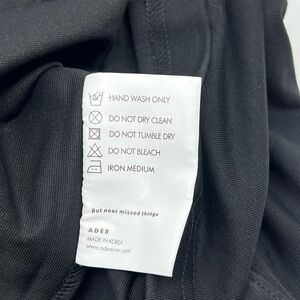 HAND WASH ONLY
DO NOT DRY CLEAN
DO NOT TUMBLE DRY
DO NOT BLEACH
IRON MEDIUM
But near missed things
ADER
MADE IN KOREA
www.adererror.com